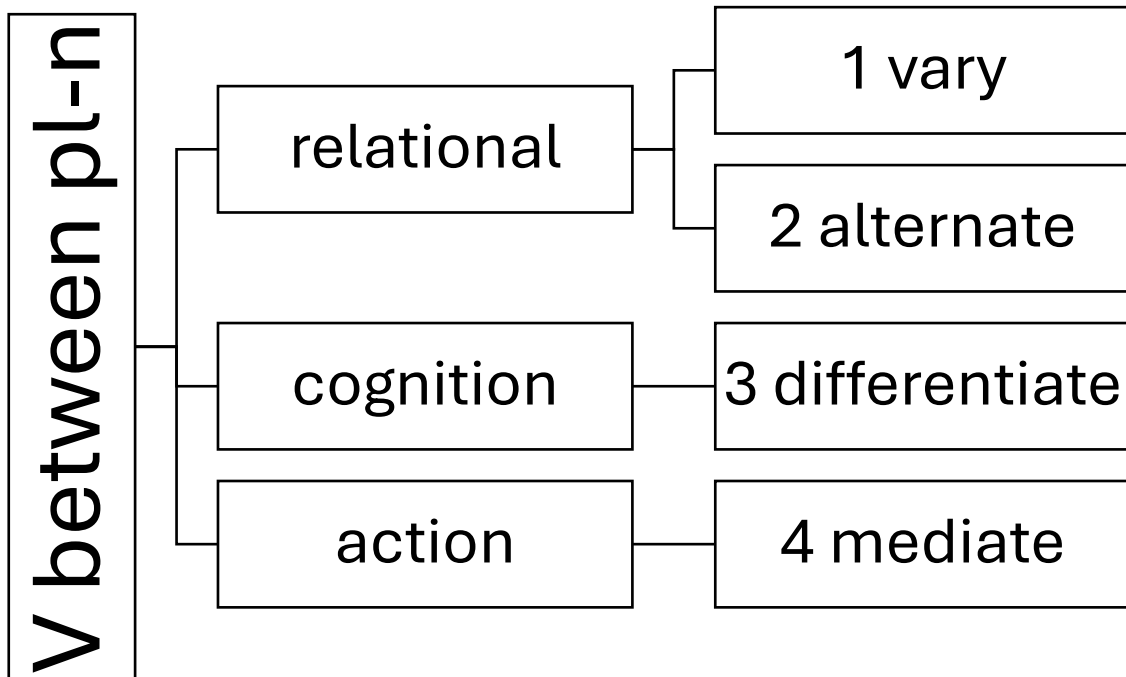 V between pl-n
relational
1 vary
2 alternate
cognition
3 differentiate
action
4 mediate